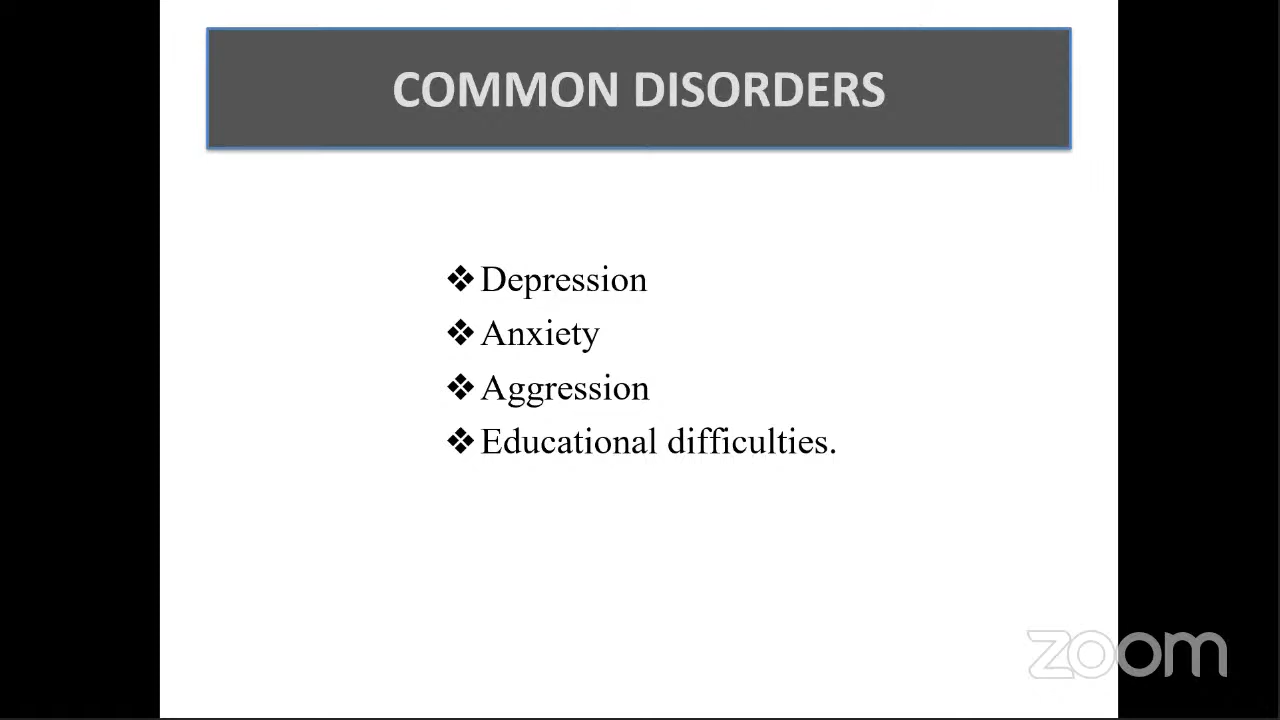 COMMON DISORDERS
❖ Depression
❖ Anxiety
❖ Aggression
❖ Educational difficulties.
zoom